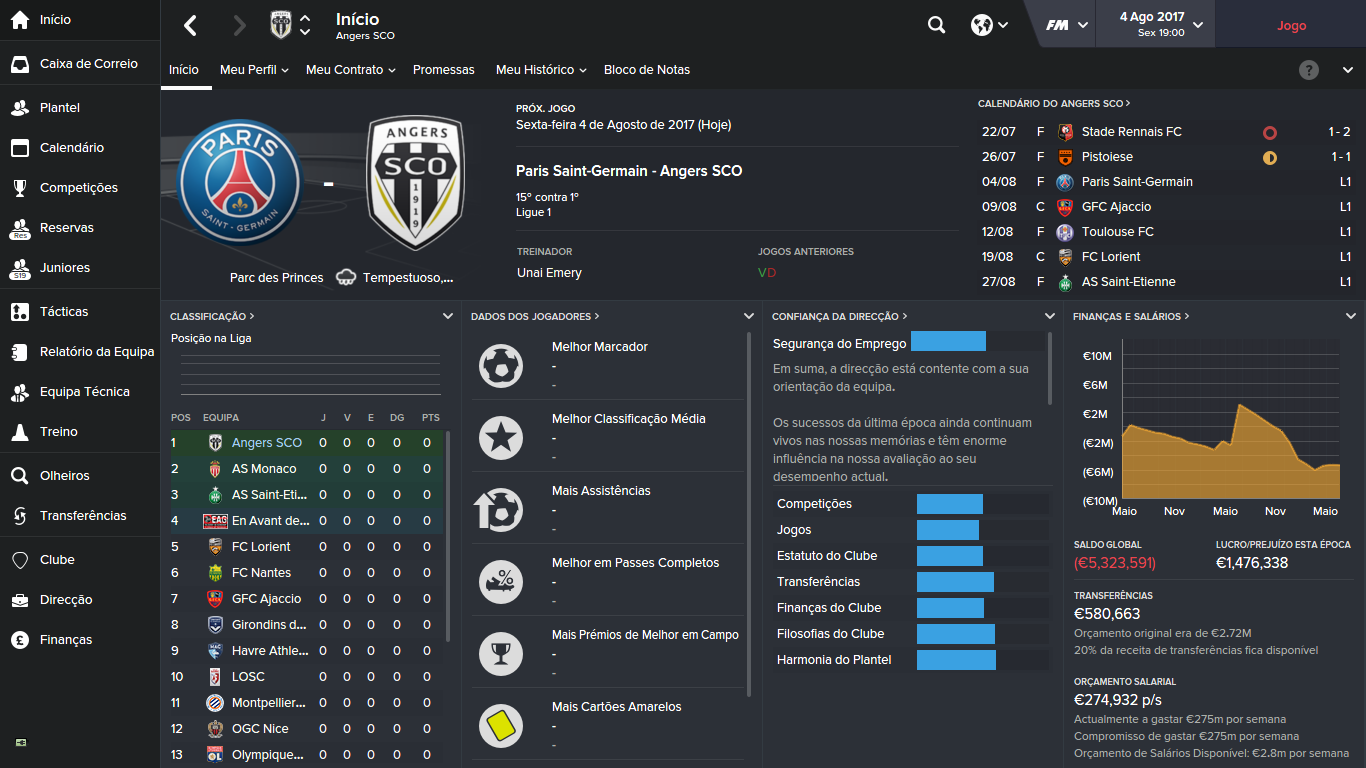 Início
Caixa de Correio
Plantel
Calendário
Competições
Res
Reservas
S19
Juniores
Tácticas
Relatório da Equipa
Equipa Técnica
Treino
Olheiros
Transferências
Clube
Direcção
£ Finanças
SCO
Início
Angers SCO
FM
4 Ago 2017
Sex 19:00
Jogo
Início
Meu Perfil
Meu Contrato
Promessas
Meu Histórico
Bloco de Notas
?
PARIS
SAINT-GERMAIN
-
ANGERS
SCO
1919
Parc des Princes
Tempestuoso,...
PRÓX. JOGO
Sexta-feira 4 de Agosto de 2017 (Hoje)
Paris Saint-Germain - Angers SCO
15º contra 1º
Ligue 1
TREINADOR
Unai Emery
JOGOS ANTERIORES
VD
CALENDÁRIO DO ANGERS SCO >
22/07 F Stade Rennais FC 1 - 2
26/07 F Pistoiese 1 - 1
04/08 F Paris Saint-Germain L1
09/08 C GFC Ajaccio L1
12/08 F Toulouse FC L1
19/08 C FC Lorient L1
27/08 F AS Saint-Etienne L1
CLASSIFICAÇÃO >
Posição na Liga
POS EQUIPA J V E DG PTS
1 Angers SCO 0 0 0 0 0
2 AS Monaco 0 0 0 0 0
3 AS Saint-Eti... 0 0 0 0 0
4 EAG En Avant de... 0 0 0 0 0
5 FC Lorient 0 0 0 0 0
6 FC Nantes 0 0 0 0 0
7 GFC Ajaccio 0 0 0 0 0
8 Girondins d... 0 0 0 0 0
9 Havre Athle... 0 0 0 0 0
10 LOSC 0 0 0 0 0
11 Montpellier... 0 0 0 0 0
12 OGC Nice 0 0 0 0 0
13 Olympique... 0 0 0 0 0
DADOS DOS JOGADORES >
Melhor Marcador
-
-
Melhor Classificação Média
-
-
Mais Assistências
-
-
%
Melhor em Passes Completos
-
-
Mais Prémios de Melhor em Campo
-
-
Mais Cartões Amarelos
-
-
CONFIANÇA DA DIRECÇÃO >
Segurança do Emprego
Em suma, a direcção está contente com a sua
orientação da equipa.
Os sucessos da última época ainda continuam
vivos nas nossas memórias e têm enorme
influência na nossa avaliação ao seu
desempenho actual.
Competições
Jogos
Estatuto do Clube
Transferências
Finanças do Clube
Filosofias do Clube
Harmonia do Plantel
FINANÇAS E SALÁRIOS >
€10M
€6M
€2M
(€2M)
(€6M)
(€10M)
Maio Nov Maio Nov Maio
SALDO GLOBAL
(€5,323,591)
LUCRO/PREJUÍZO ESTA ÉPOCA
€1,476,338
TRANSFERÊNCIAS
€580,663
Orçamento original era de €2.72M
20% da receita de transferências fica disponível
ORÇAMENTO SALARIAL
€274,932 p/s
Actualmente a gastar €275m por semana
Compromisso de gastar €275m por semana
Orçamento de Salários Disponível: €2.8m por semana